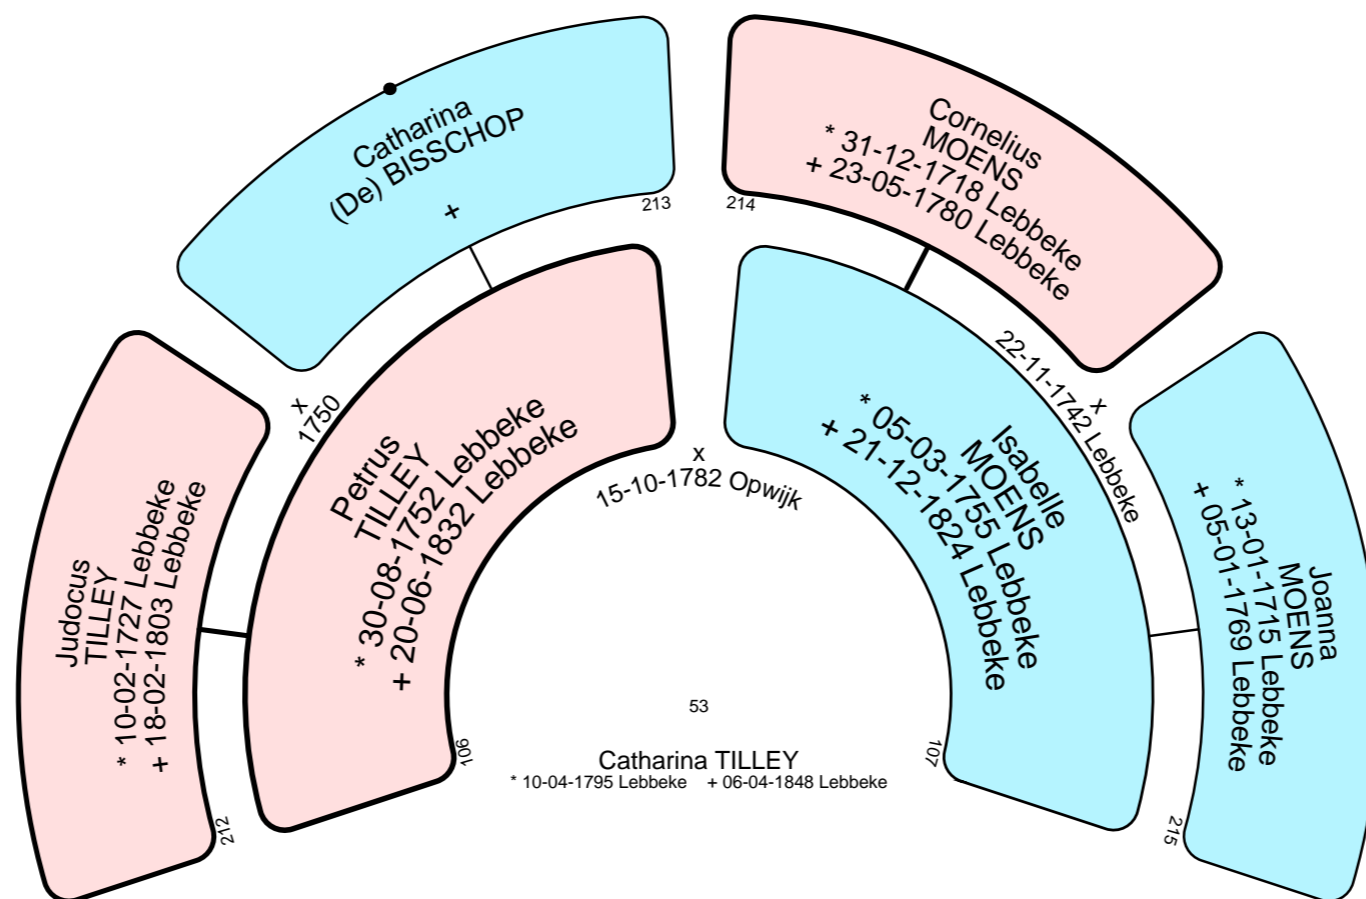 Catharina
(De) BISSCHOP
+
213
Cornelius
MOENS
* 31-12-1718 Lebbeke
+ 23-05-1780 Lebbeke
214
x
1750
22-11-1742 Lebbeke
x
Judocus
TILLEY
* 10-02-1727 Lebbeke
+ 18-02-1803 Lebbeke
212
Petrus
TILLEY
* 30-08-1752 Lebbeke
+ 20-06-1832 Lebbeke
106
x
15-10-1782 Opwijk
Isabelle
MOENS
* 05-03-1755 Lebbeke
+ 21-12-1824 Lebbeke
107
Joanna
MOENS
* 13-01-1715 Lebbeke
+ 05-01-1769 Lebbeke
215
53
Catharina TILLEY
* 10-04-1795 Lebbeke + 06-04-1848 Lebbeke